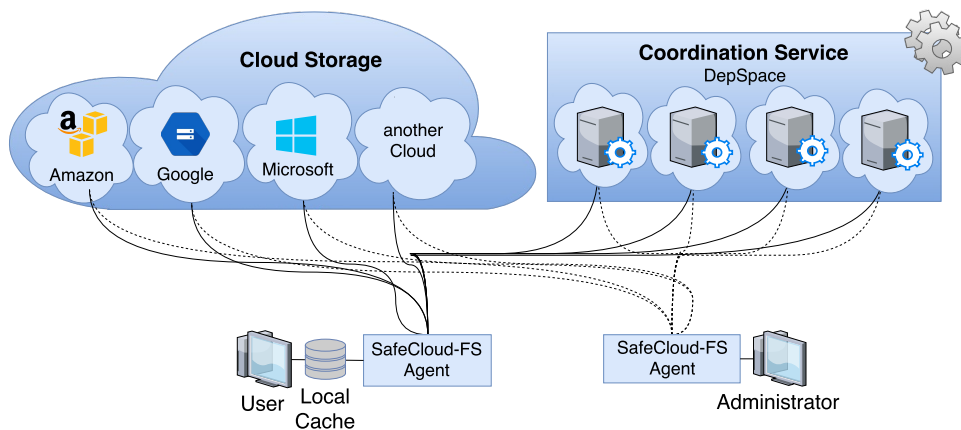 Cloud Storage
Amazon
Google
Microsoft
another
Cloud
Coordination Service
DepSpace
User
Local
Cache
SafeCloud-FS
Agent
SafeCloud-FS
Agent
Administrator